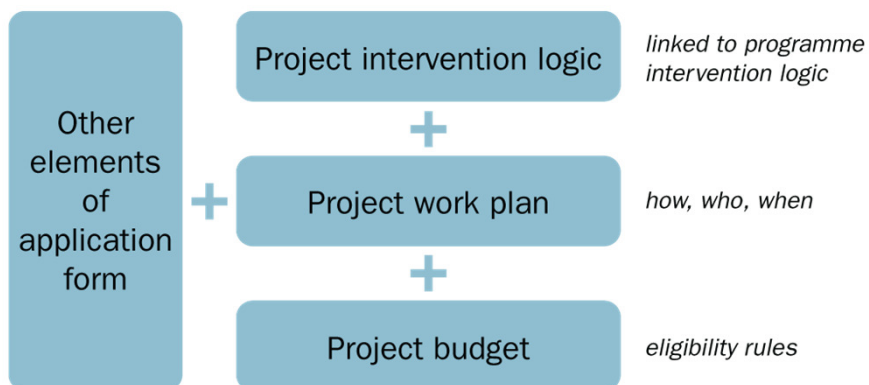 Other
elements
of
application
form
+
Project intervention logic
linked to programme
intervention logic
+
Project work plan
how, who, when
+
Project budget
eligibility rules